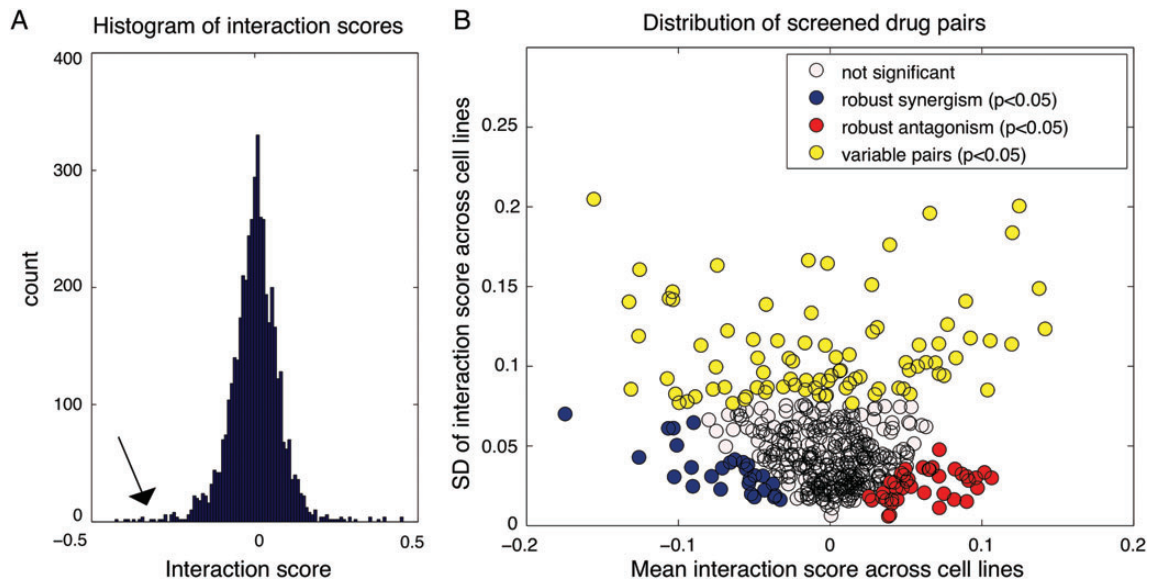 A
Histogram of interaction scores
400
300
200
100
0
count
−0.5
0
0.5
Interaction score
B
Distribution of screened drug pairs
not significant
robust synergism (p<0.05)
robust antagonism (p<0.05)
variable pairs (p<0.05)
0.25
0.2
0.15
0.1
0.05
0
SD of interaction score across cell lines
−0.2
−0.1
0
0.1
0.2
Mean interaction score across cell lines